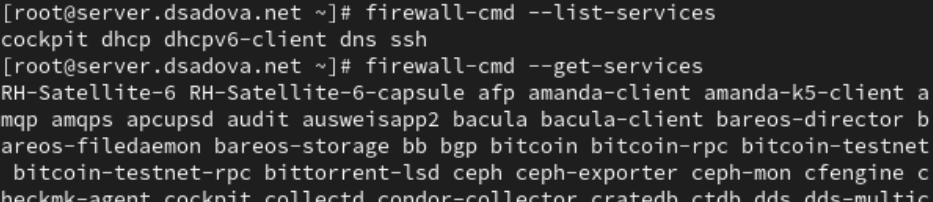 [root@server.dsadova.net ~]# firewall-cmd --list-services
cockpit dhcp dhcpv6-client dns ssh
[root@server.dsadova.net ~]# firewall-cmd --get-services
RH-Satellite-6 RH-Satellite-6-capsule afp amanda-client amanda-k5-client a
mqp amqps apcupsd audit ausweisapp2 bacula bacula-client bareos-director b
areos-filedaemon bareos-storage bb bgp bitcoin bitcoin-rpc bitcoin-testnet
 bitcoin-testnet-rpc bittorrent-lsd ceph ceph-exporter ceph-mon cfengine c
heckmk-agent cockpit collectd condor-collector cratedb ctdb dds dds-multic